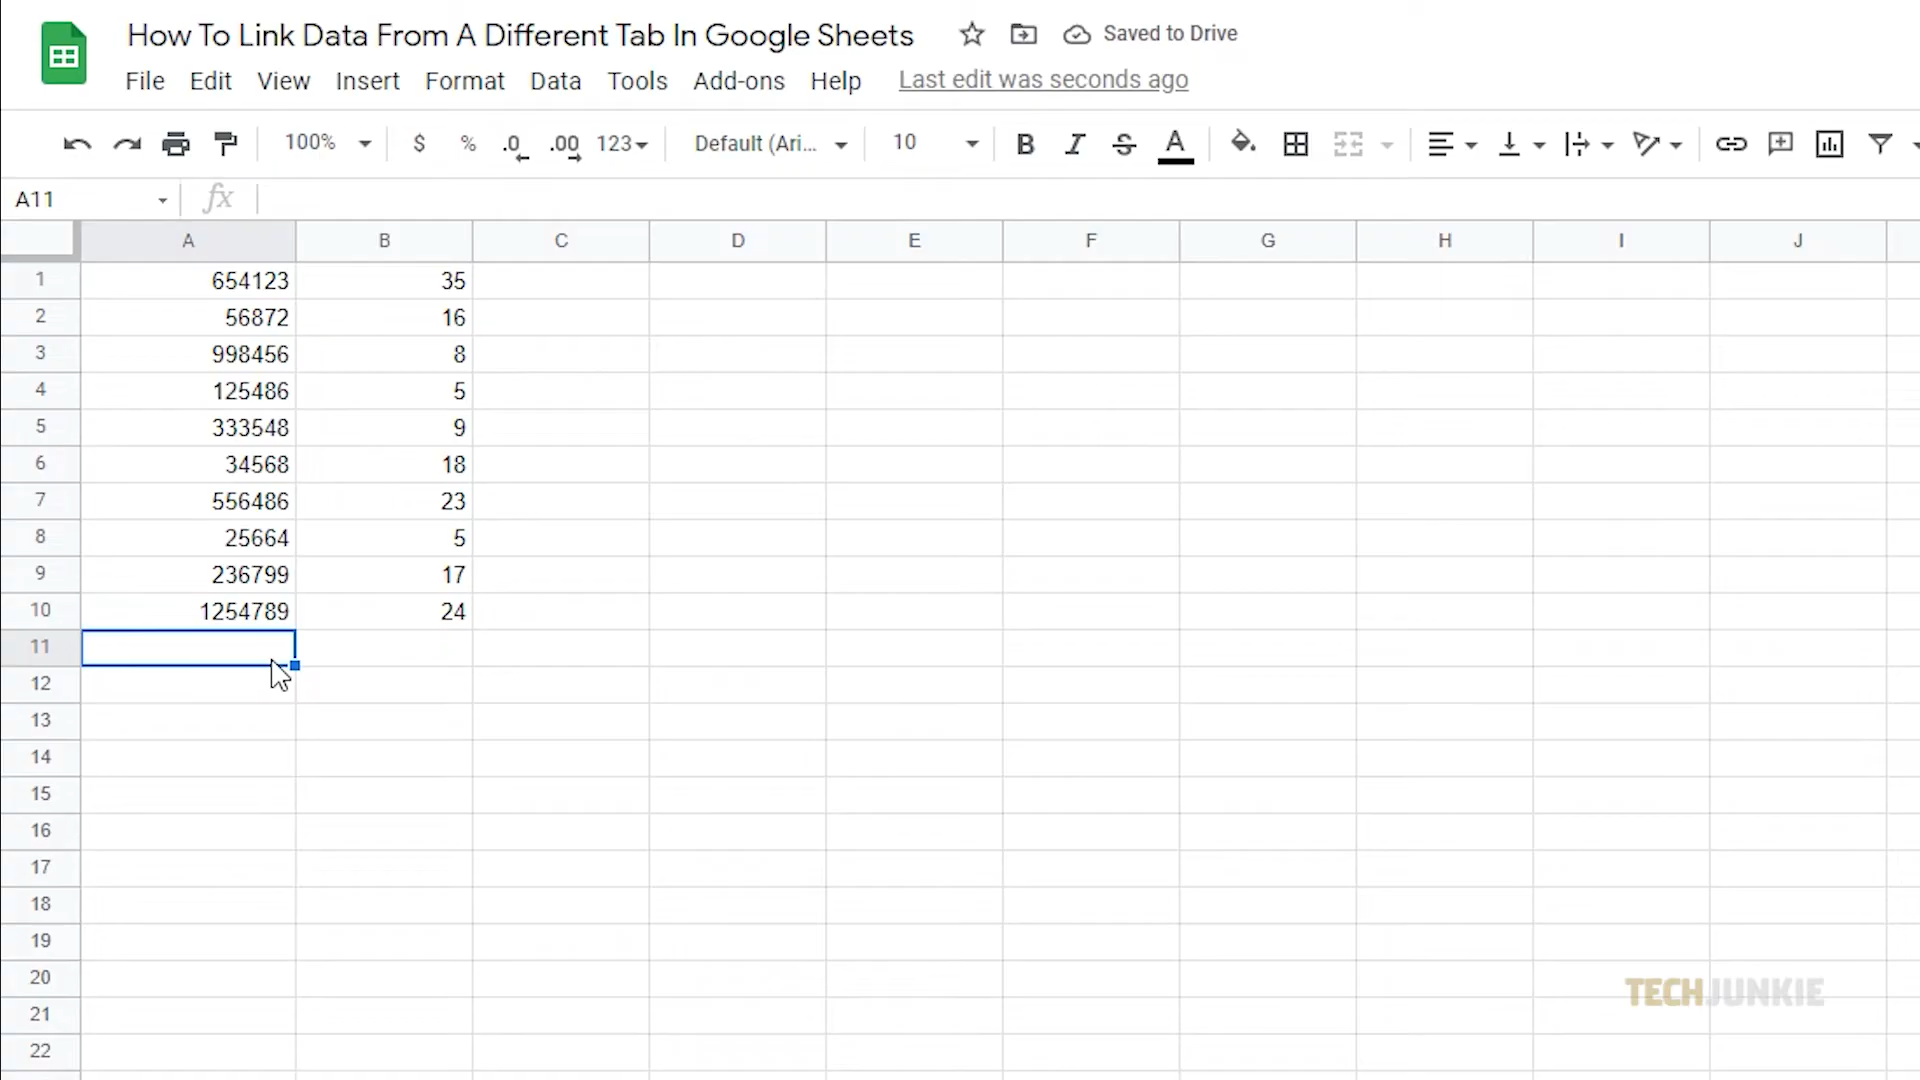 How To Link Data From A Different Tab In Google Sheets Saved to Drive
File Edit View Insert Format Data Tools Add-ons Help Last edit was seconds ago
100% $ % .0 .00 123 Default (Ari... 10 B I S A
A11 fx
A B C D E F G H I J
1 654123 35
2 56872 16
3 998456 8
4 125486 5
5 333548 9
6 34568 18
7 556486 23
8 25664 5
9 236799 17
10 1254789 24
11
12
13
14
15
16
17
18
19
20
TECHJUNKIE
21
22